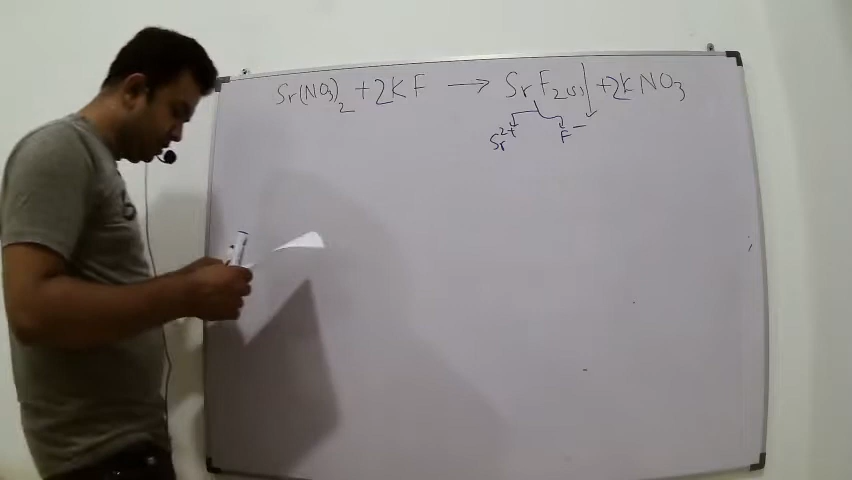 Sr(NO3)2 + 2KF → SrF2(s) ↓ + 2KNO3
Sr2+ F−